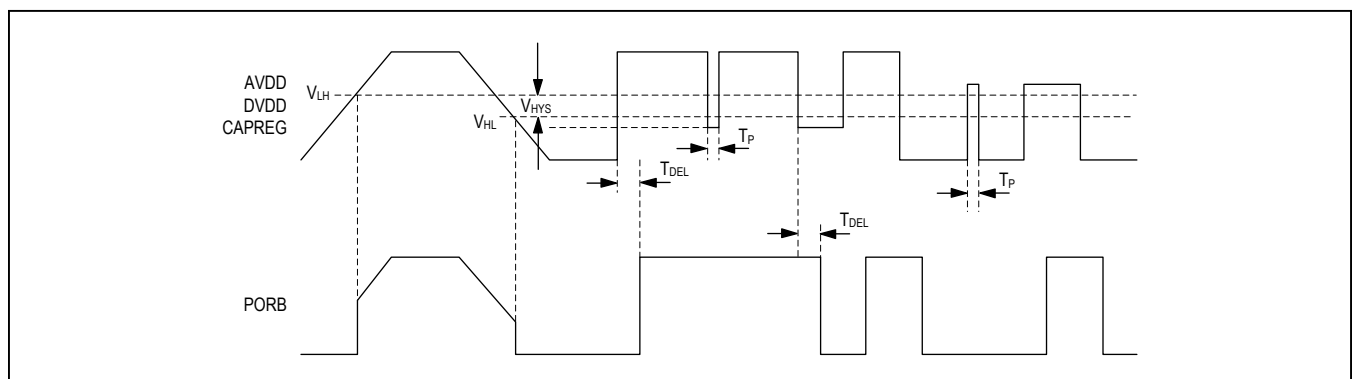 AVDD
DVDD
CAPREG
VLH
VHYS
VHL
TP
TDEL
TP
TDEL
PORB